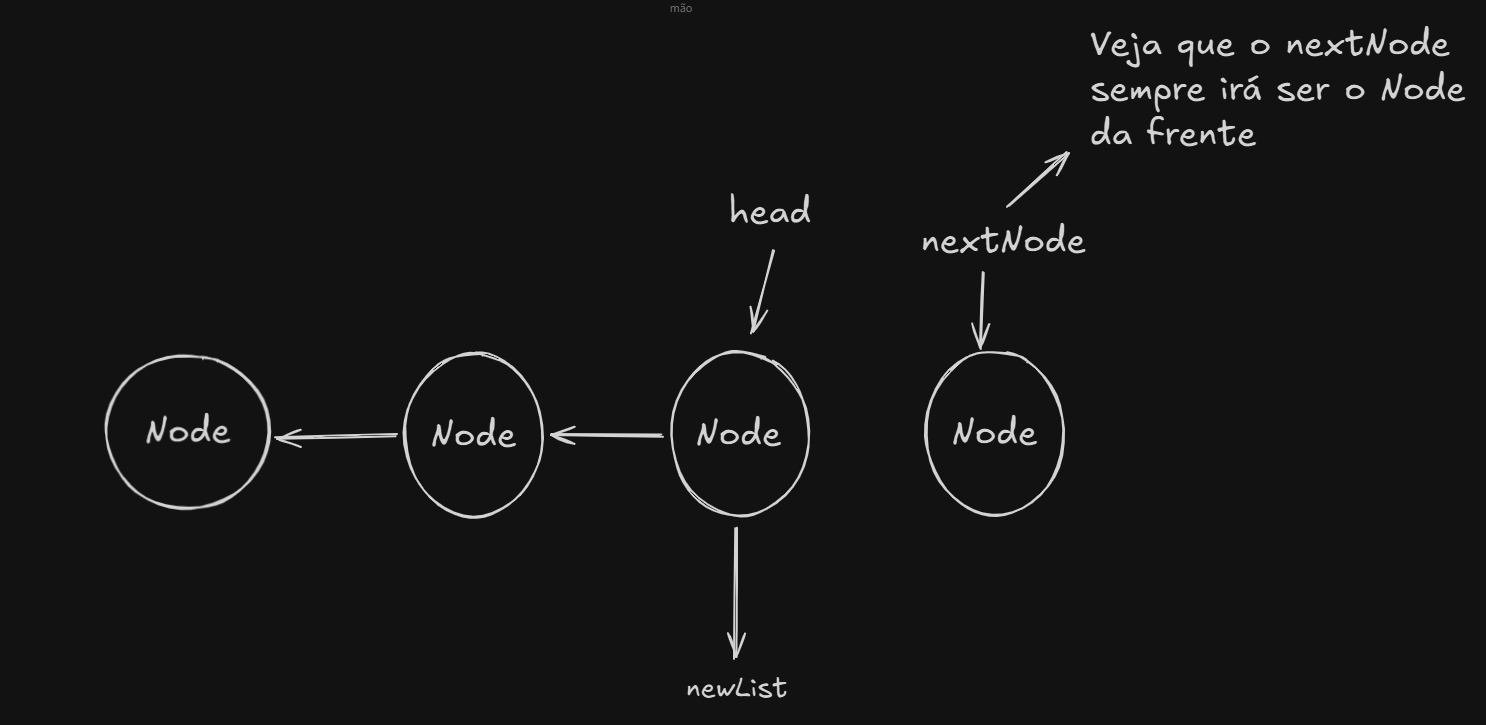 mão
Veja que o nextNode
sempre irá ser o Node
da frente
head
nextNode
Node
Node
Node
Node
newList